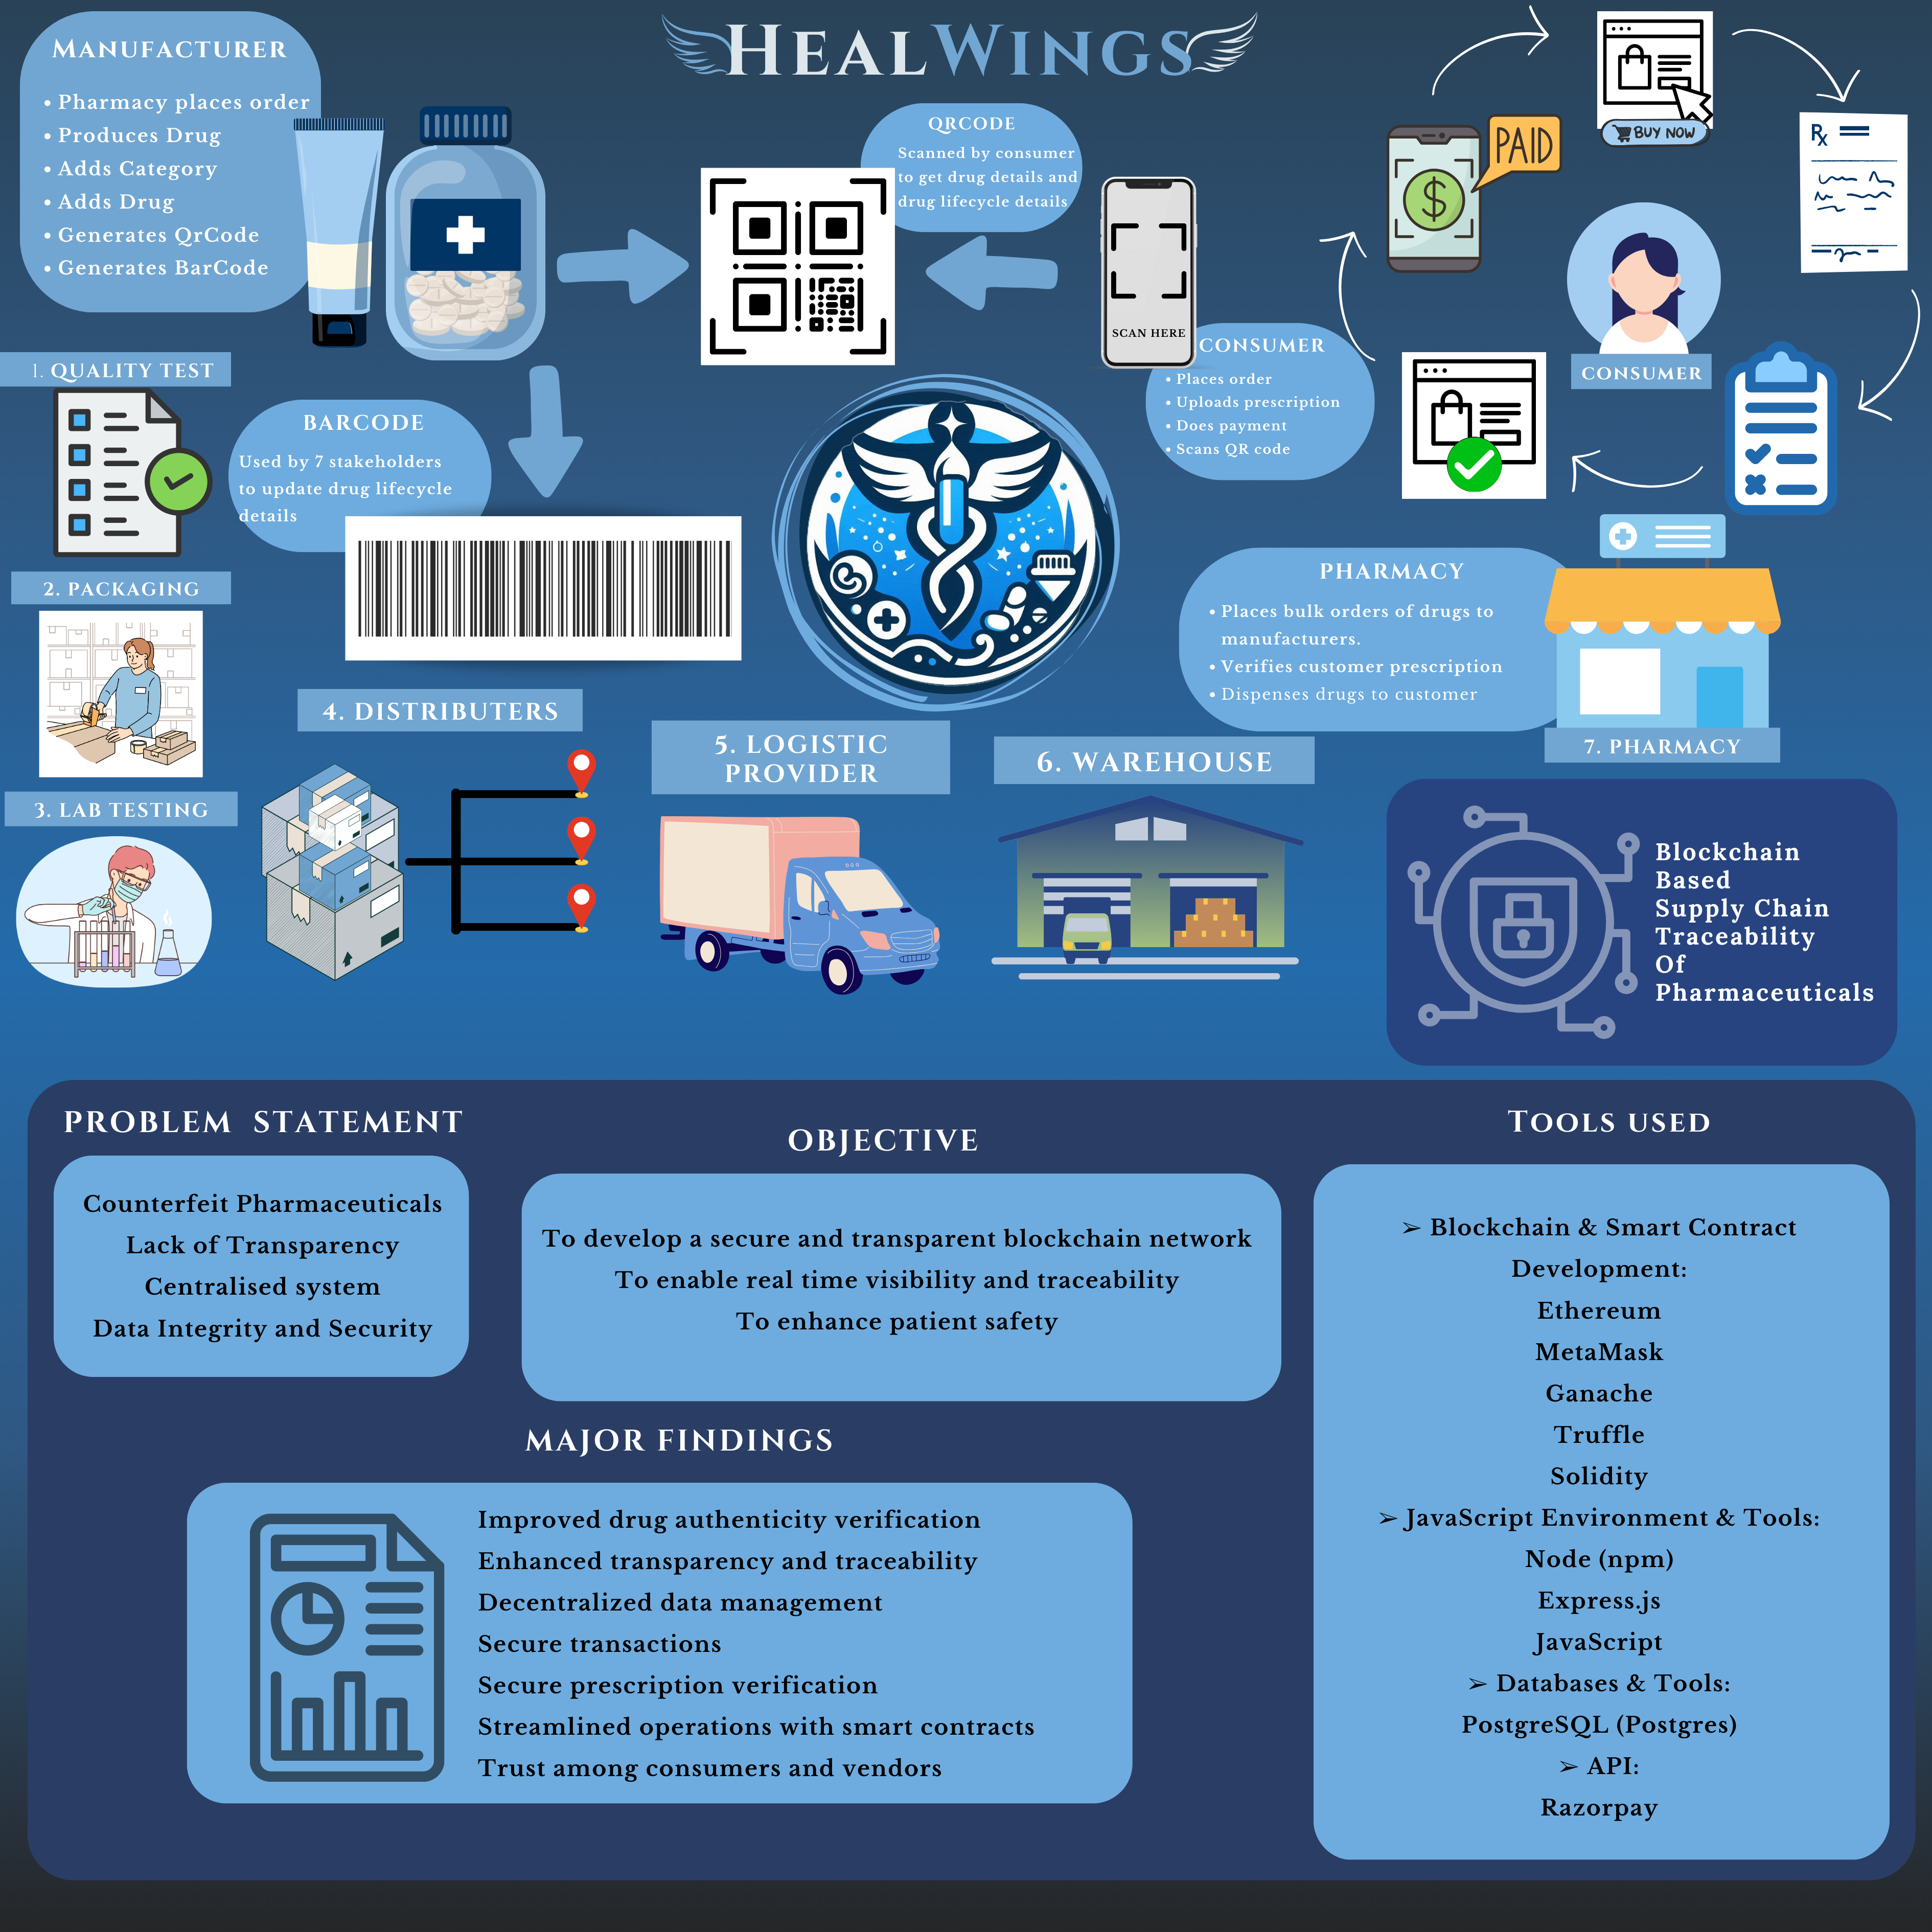 HEALWINGS
MANUFACTURER
• Pharmacy places order
• Produces Drug
• Adds Category
• Adds Drug
• Generates QrCode
• Generates BarCode
QRCODE
Scanned by consumer
to get drug details and
drug lifecycle details
SCAN HERE
BUY NOW
PAID
Rx
CONSUMER
CONSUMER
• Places order
• Uploads prescription
• Does payment
• Scans QR code
1. QUALITY TEST
BARCODE
Used by 7 stakeholders
to update drug lifecycle
details
2. PACKAGING
3. LAB TESTING
4. DISTRIBUTERS
5. LOGISTIC
PROVIDER
6. WAREHOUSE
PHARMACY
• Places bulk orders of drugs to
manufacturers.
• Verifies customer prescription
• Dispenses drugs to customer
7. PHARMACY
Blockchain
Based
Supply Chain
Traceability
Of
Pharmaceuticals
PROBLEM STATEMENT
Counterfeit Pharmaceuticals
Lack of Transparency
Centralised system
Data Integrity and Security
OBJECTIVE
To develop a secure and transparent blockchain network
To enable real time visibility and traceability
To enhance patient safety
MAJOR FINDINGS
Improved drug authenticity verification
Enhanced transparency and traceability
Decentralized data management
Secure transactions
Secure prescription verification
Streamlined operations with smart contracts
Trust among consumers and vendors
TOOLS USED
➢ Blockchain & Smart Contract
Development:
Ethereum
MetaMask
Ganache
Truffle
Solidity
➢ JavaScript Environment & Tools:
Node (npm)
Express.js
JavaScript
➢ Databases & Tools:
PostgreSQL (Postgres)
➢ API:
Razorpay